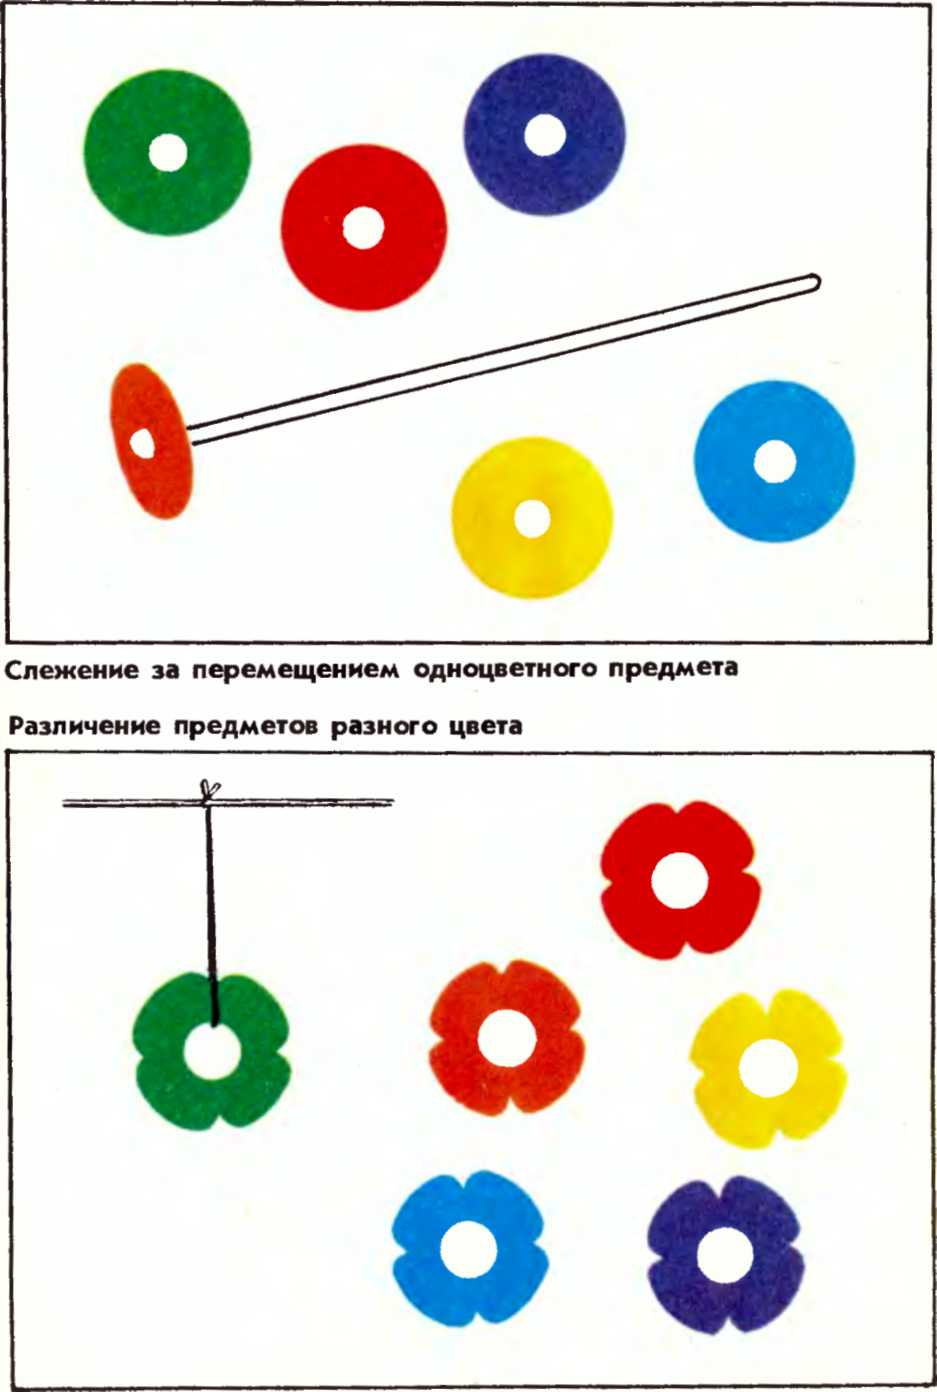 Слежение за перемещением одноцветного предмета
Различение предметов разного цвета